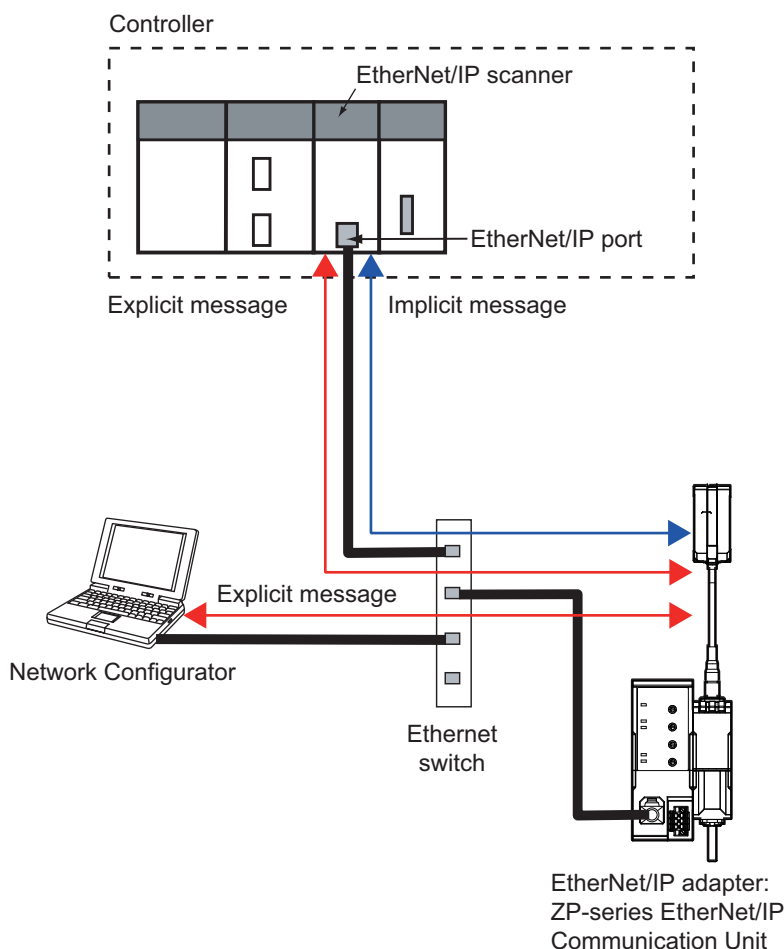 Controller
EtherNet/IP scanner
EtherNet/IP port
Explicit message
Implicit message
Explicit message
Network Configurator
Ethernet
switch
EtherNet/IP adapter:
ZP-series EtherNet/IP
Communication Unit